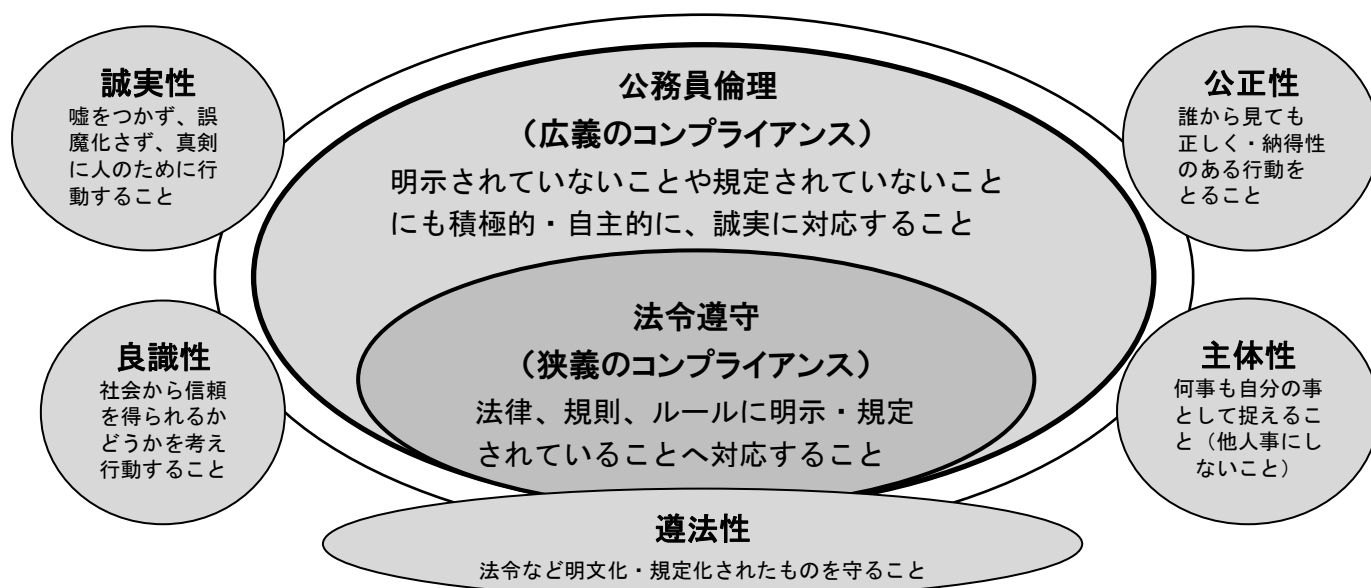 誠実性
嘘をつかず、誤
魔化さず、真剣
に人のために行
動すること
公務員倫理
（広義のコンプライアンス）
明示されていないことや規定されていないこと
にも積極的・自主的に、誠実に対応すること
公正性
誰から見ても
正しく・納得性
のある行動を
とること
良識性
社会から信頼
を得られるか
どうかを考え
行動すること
法令遵守
（狭義のコンプライアンス）
法律、規則、ルールに明示・規定
されていることへ対応すること
主体性
何事も自分の事
として捉えるこ
と（他人事にし
ないこと）
遵法性
法令など明文化・規定化されたものを守ること